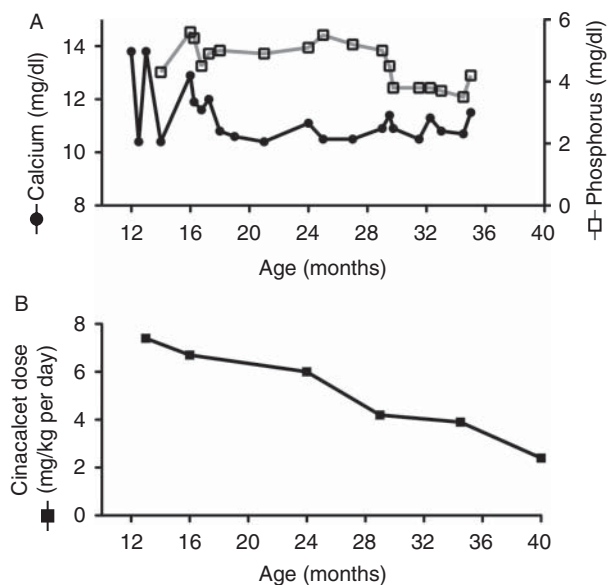 A
Calcium (mg/dl)
14
12
10
8
6
4
2
0
Phosphorus (mg/dl)
12 16 20 24 28 32 36 40
Age (months)
B
Cinacalcet dose
(mg/kg per day)
8
6
4
2
0
12 16 20 24 28 32 36 40
Age (months)